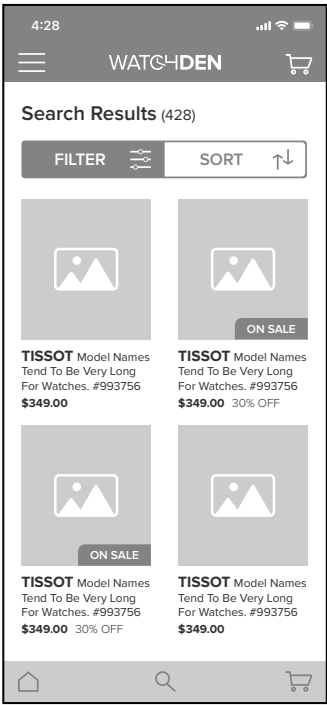 4:28
WATCHDEN
Search Results (428)
FILTER
SORT
ON SALE
TISSOT Model Names
Tend To Be Very Long
For Watches. #993756
$349.00
TISSOT Model Names
Tend To Be Very Long
For Watches. #993756
$349.00 30% OFF
ON SALE
TISSOT Model Names
Tend To Be Very Long
For Watches. #993756
$349.00 30% OFF
TISSOT Model Names
Tend To Be Very Long
For Watches. #993756
$349.00